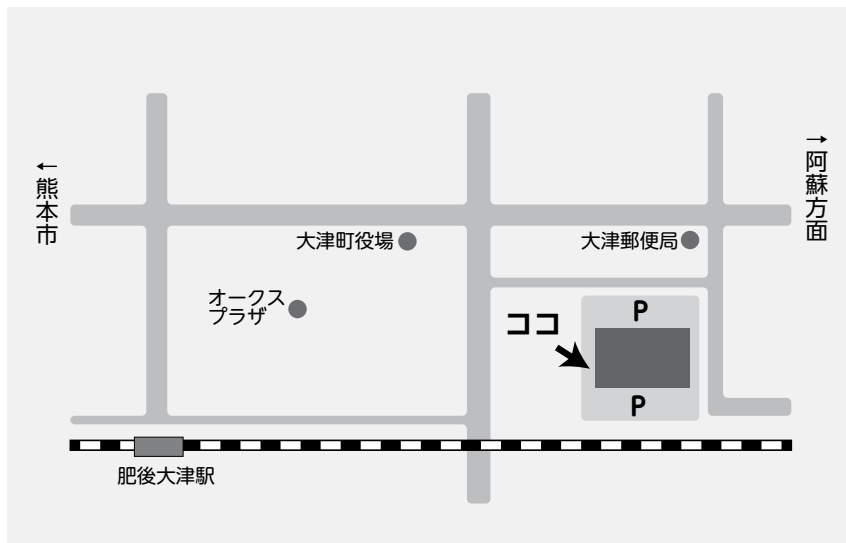 →阿蘇方面
←熊本市
大津町役場
大津郵便局
オークス
プラザ
ココ
P
P
肥後大津駅